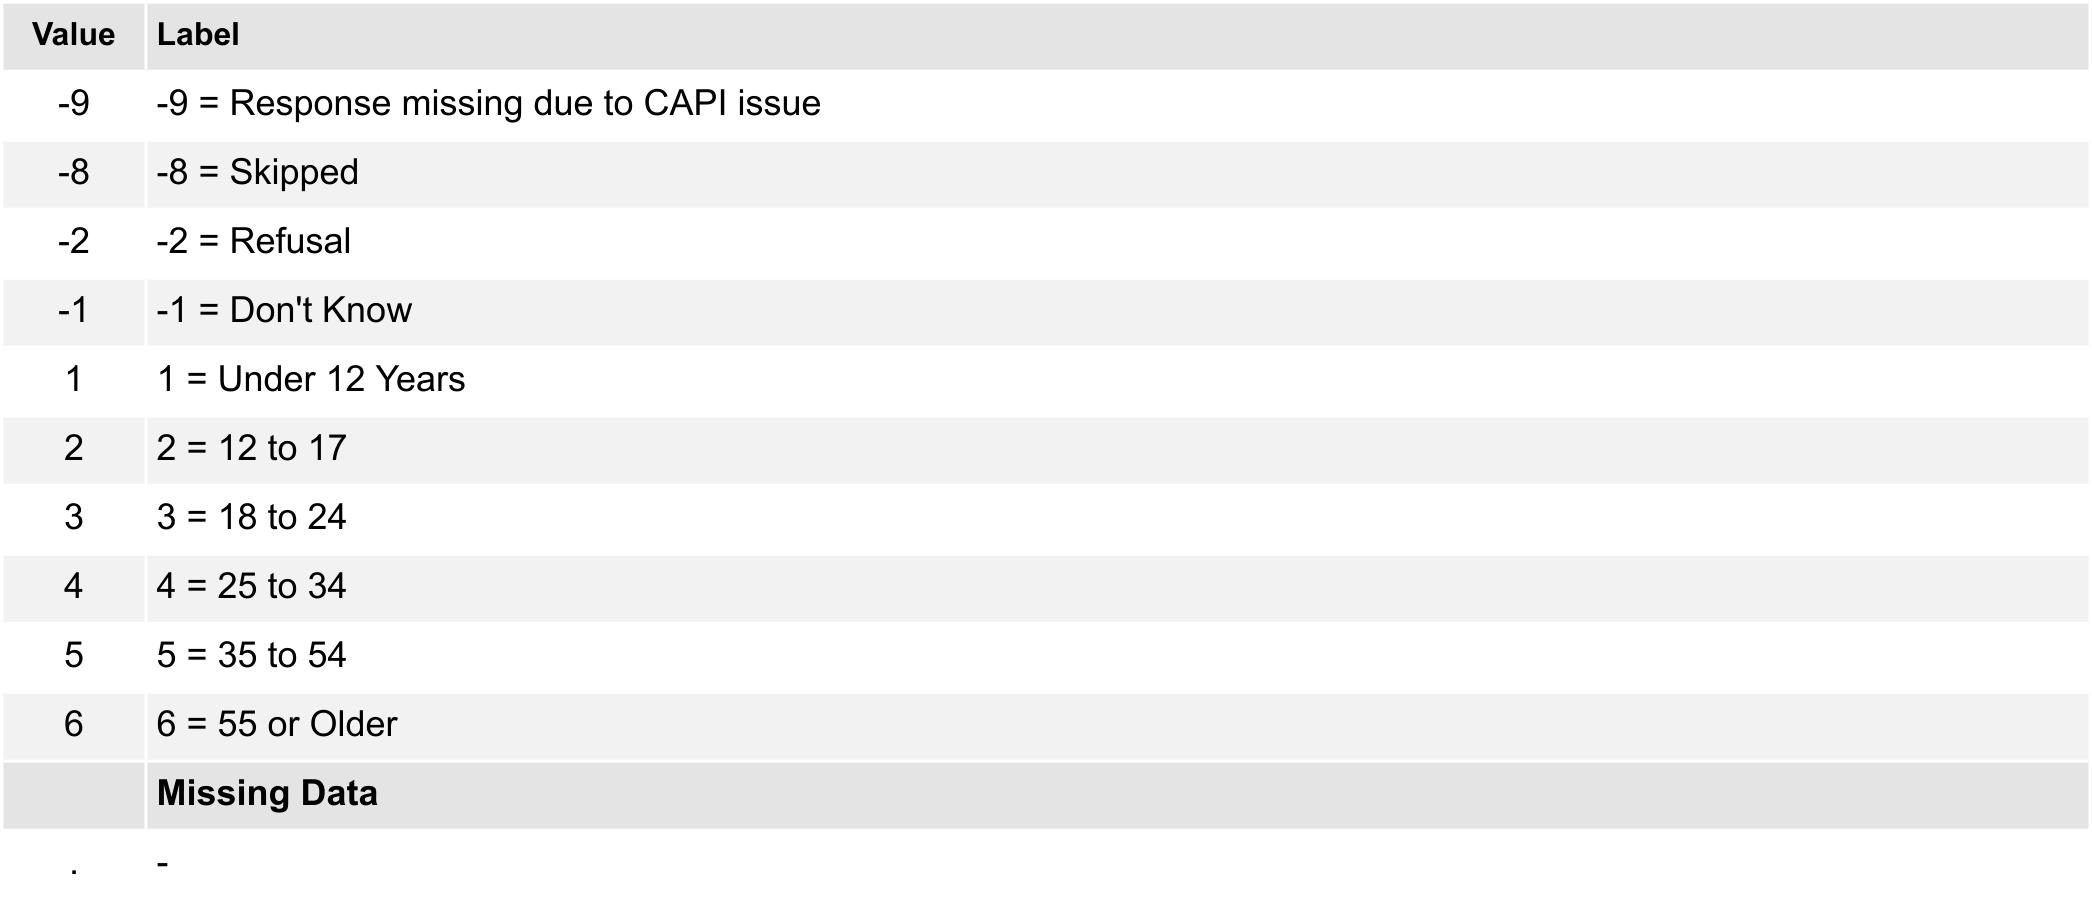 Value Label
-9 -9 = Response missing due to CAPI issue
-8 -8 = Skipped
-2 -2 = Refusal
-1 -1 = Don't Know
1 1 = Under 12 Years
2 2 = 12 to 17
3 3 = 18 to 24
4 4 = 25 to 34
5 5 = 35 to 54
6 6 = 55 or Older
Missing Data
. -